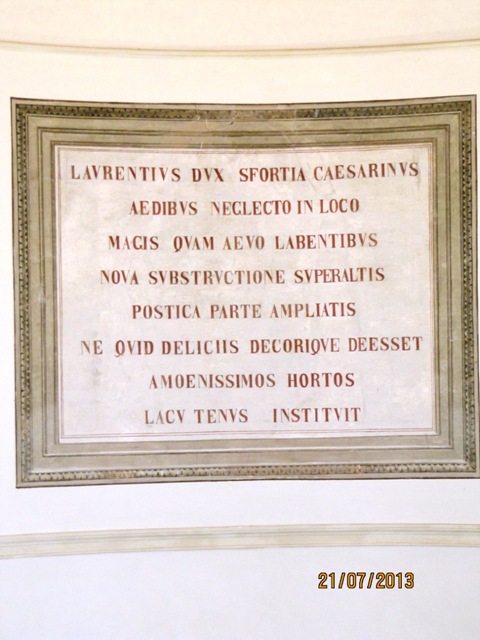 LAVRENTIVS DVX SFORTIA CAESARINVS
AEDIBVS NEGLECTO IN LOCO
MAGIS QVAM AEVO LABENTIBVS
NOVA SVBSTRVCTIONE SVPERALTIS
POSTICA PARTE AMPLIATIS
NE QVID DELICIIS DECORIQVE DEESSET
AMOENISSIMOS HORTOS
LACV TENVS INSTITVIT
21/07/2013